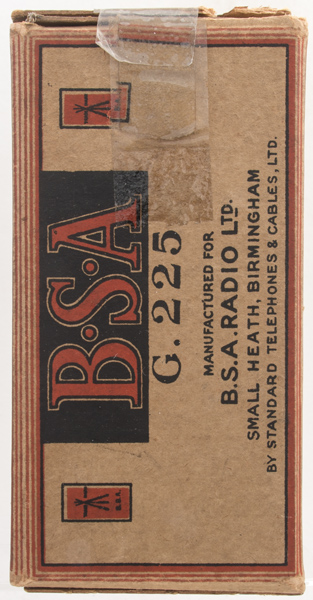 B·S·A
G. 225
MANUFACTURED FOR
B.S.A. RADIO LTD.
SMALL HEATH, BIRMINGHAM
BY STANDARD TELEPHONES & CABLES, LTD.
B.S.A.